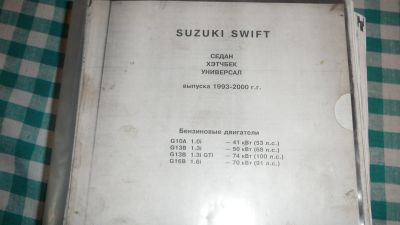 SUZUKI SWIFT
СЕДАН
ХЭТЧБЕК
УНИВЕРСАЛ
выпуска 1993-2000 г.г.
Бензиновые двигатели
G10A 1.0i – 41 кВт (53 л.с.)
G13B 1.3i – 50 кВт (68 л.с.)
G13B 1.3i GTi – 74 кВт (100 л.с.)
G16B 1.6i – 70 кВт (91 л.с.)